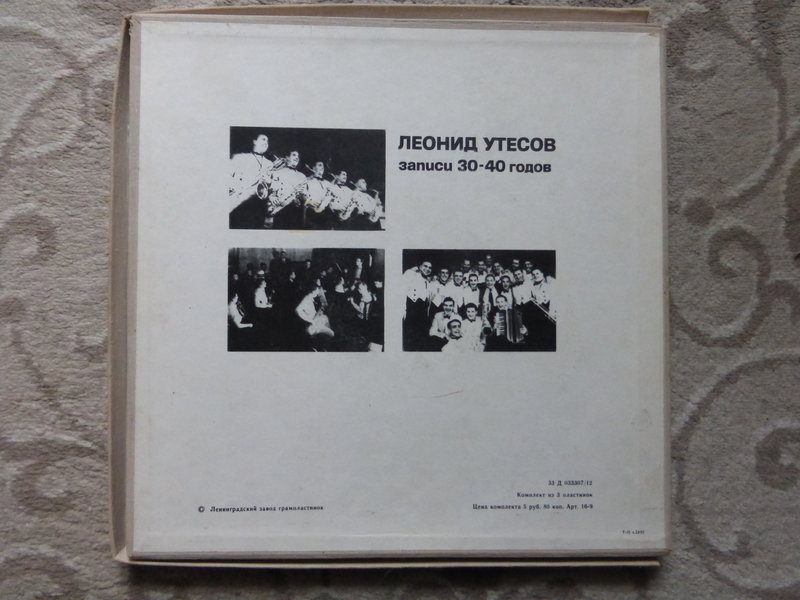 ЛЕОНИД УТЕСОВ
записи 30-40 годов
33 Д 033307/12
Комплект из 3 пластинок
© Ленинградский завод грампластинок
Цена комплекта 5 руб. 85 коп. Арт. 16-9